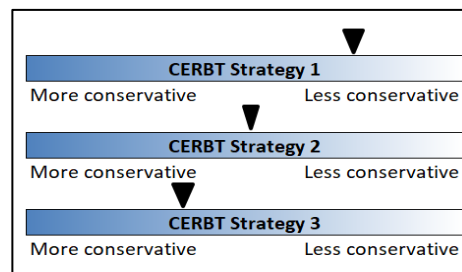 CERBT Strategy 1
More conservative Less conservative
CERBT Strategy 2
More conservative Less conservative
CERBT Strategy 3
More conservative Less conservative